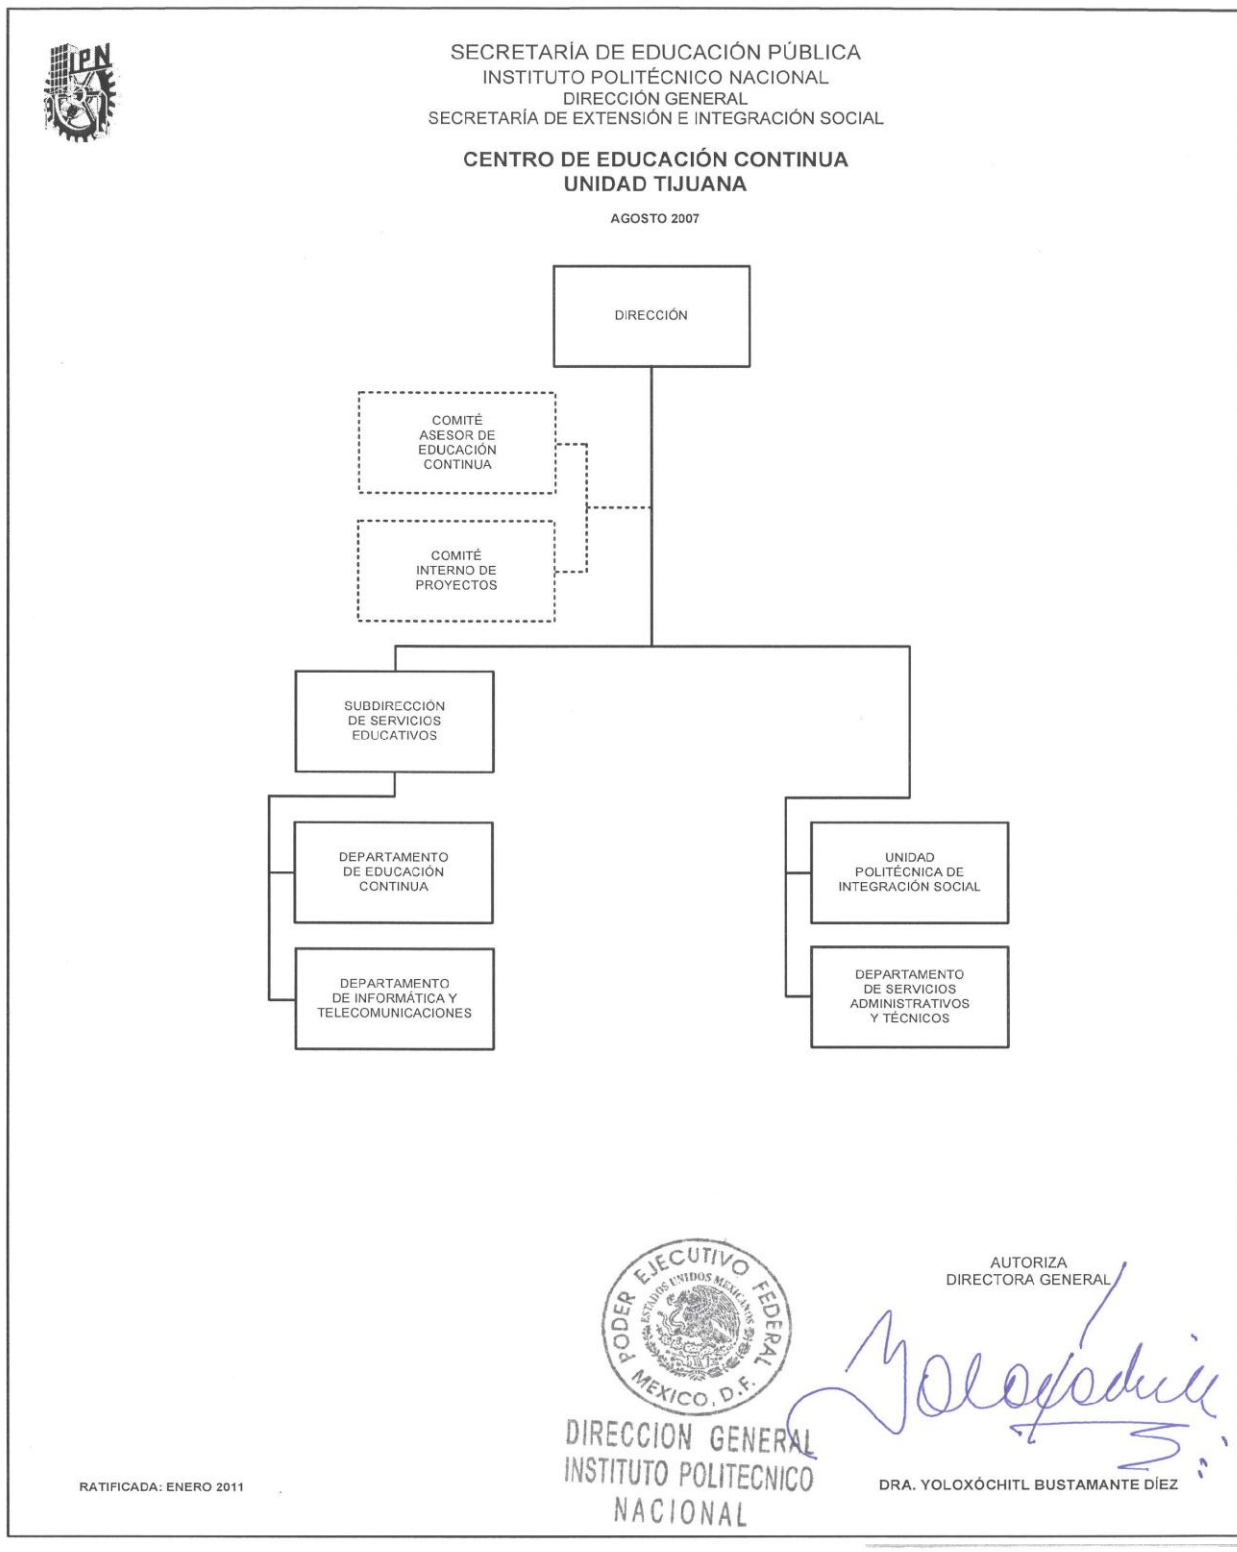 IPN
SECRETARÍA DE EDUCACIÓN PÚBLICA
INSTITUTO POLITÉCNICO NACIONAL
DIRECCIÓN GENERAL
SECRETARÍA DE EXTENSIÓN E INTEGRACIÓN SOCIAL
CENTRO DE EDUCACIÓN CONTINUA
UNIDAD TIJUANA
AGOSTO 2007
DIRECCIÓN
COMITÉ
ASESOR DE
EDUCACIÓN
CONTINUA
COMITÉ
INTERNO DE
PROYECTOS
SUBDIRECCIÓN
DE SERVICIOS
EDUCATIVOS
DEPARTAMENTO
DE EDUCACIÓN
CONTINUA
DEPARTAMENTO
DE INFORMÁTICA Y
TELECOMUNICACIONES
UNIDAD
POLITÉCNICA DE
INTEGRACIÓN SOCIAL
DEPARTAMENTO
DE SERVICIOS
ADMINISTRATIVOS
Y TÉCNICOS
PODER EJECUTIVO FEDERAL
ESTADOS UNIDOS MEXICANOS
MEXICO, D.F.
DIRECCION GENERAL
INSTITUTO POLITECNICO
NACIONAL
AUTORIZA
DIRECTORA GENERAL
Yoloxóchitl
DRA. YOLOXÓCHITL BUSTAMANTE DÍEZ
RATIFICADA: ENERO 2011